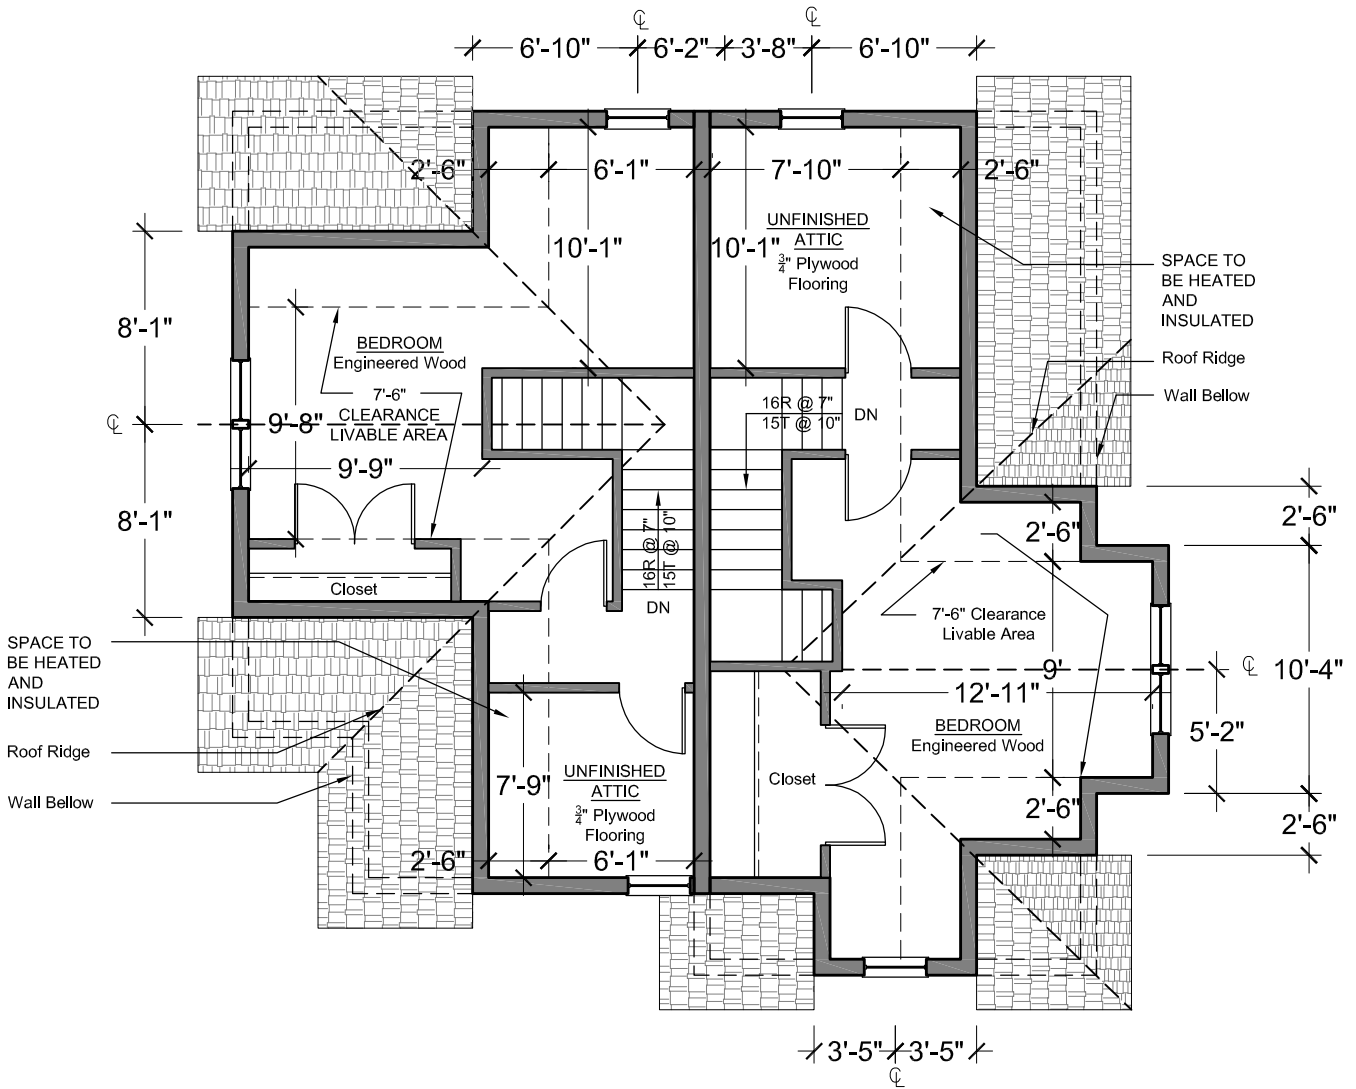 ℄
℄
6'-10"
6'-2"
3'-8"
6'-10"
2'-6"
6'-1"
7'-10"
2'-6"
UNFINISHED
ATTIC
3/4" Plywood
Flooring
10'-1"
10'-1"
SPACE TO
BE HEATED
AND
INSULATED
Roof Ridge
Wall Bellow
8'-1"
BEDROOM
Engineered Wood
7'-6"
CLEARANCE
LIVABLE AREA
℄
9'-8"
9'-9"
16R @ 7"
15T @ 10"
DN
8'-1"
2'-6"
2'-6"
16R @ 7"
15T @ 10"
DN
Closet
7'-6" Clearance
Livable Area
SPACE TO
BE HEATED
AND
INSULATED
Roof Ridge
Wall Bellow
9'
12'-11"
℄
10'-4"
5'-2"
BEDROOM
Engineered Wood
Closet
7'-9"
UNFINISHED
ATTIC
3/4" Plywood
Flooring
2'-6"
2'-6"
2'-6"
6'-1"
3'-5"
3'-5"
℄